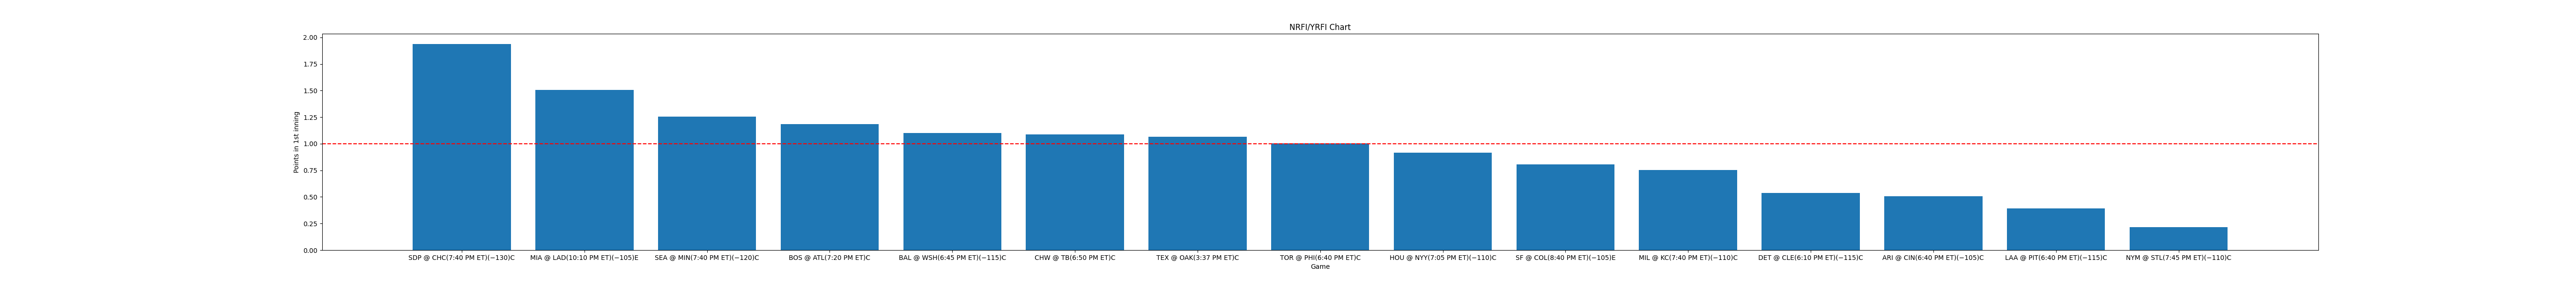 NRFI/YRFI Chart
Points in 1st inning
2.00
1.75
1.50
1.25
1.00
0.75
0.50
0.25
0.00
SDP @ CHC(7:40 PM ET)(−130)C
MIA @ LAD(10:10 PM ET)(−105)E
SEA @ MIN(7:40 PM ET)(−120)C
BOS @ ATL(7:20 PM ET)C
BAL @ WSH(6:45 PM ET)(−115)C
CHW @ TB(6:50 PM ET)C
TEX @ OAK(3:37 PM ET)C
TOR @ PHI(6:40 PM ET)C
HOU @ NYY(7:05 PM ET)(−110)C
SF @ COL(8:40 PM ET)(−105)E
MIL @ KC(7:40 PM ET)(−110)C
DET @ CLE(6:10 PM ET)(−115)C
ARI @ CIN(6:40 PM ET)(−105)C
LAA @ PIT(6:40 PM ET)(−115)C
NYM @ STL(7:45 PM ET)(−110)C
Game